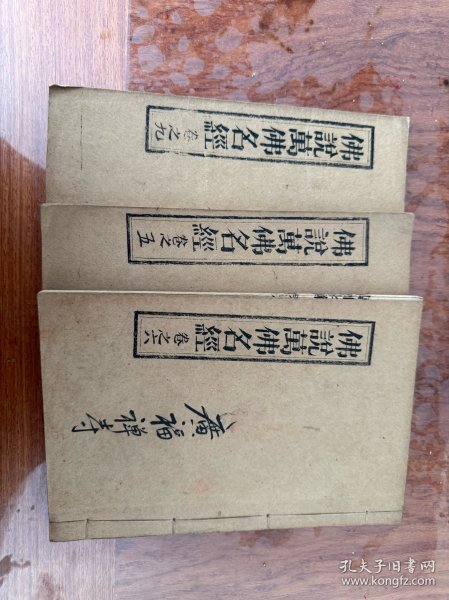 佛說萬佛名經 卷之九
佛說萬佛名經 卷之五
佛說萬佛名經 卷之六
廣福禅寺
孔夫子旧书网
www.kongfz.com